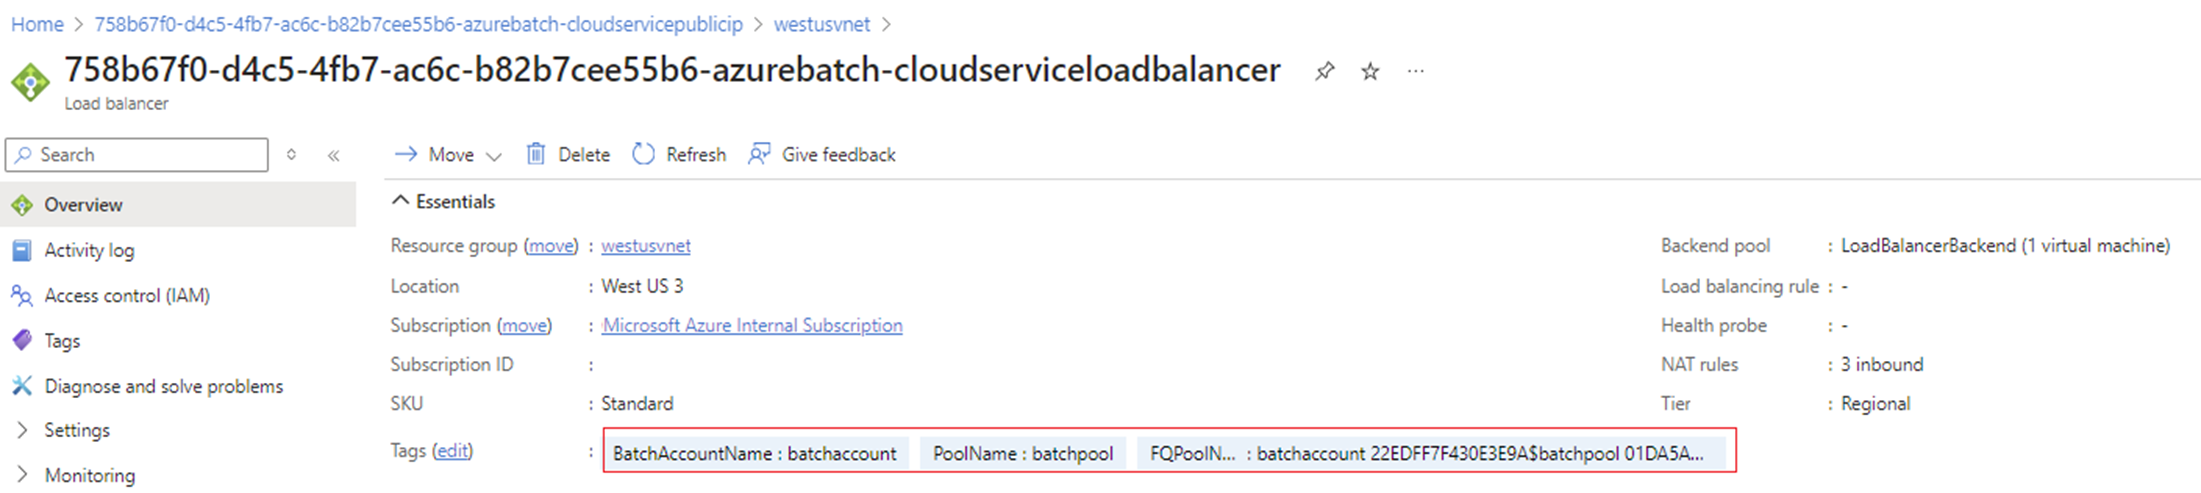 Home > 758b67f0-d4c5-4fb7-ac6c-b82b7cee55b6-azurebatch-cloudservicepublicip > westusvnet >
758b67f0-d4c5-4fb7-ac6c-b82b7cee55b6-azurebatch-cloudserviceloadbalancer ...
Load balancer
Search
«
Move
Delete
Refresh
Give feedback
Overview
Activity log
Access control (IAM)
Tags
Diagnose and solve problems
Settings
Monitoring
Essentials
Resource group (move) : westusvnet
Location : West US 3
Subscription (move) : Microsoft Azure Internal Subscription
Subscription ID :
SKU : Standard
Tags (edit) : BatchAccountName : batchaccount PoolName : batchpool FQPoolN... : batchaccount 22EDFF7F430E3E9A$batchpool 01DA5A...
Backend pool : LoadBalancerBackend (1 virtual machine)
Load balancing rule : -
Health probe : -
NAT rules : 3 inbound
Tier : Regional